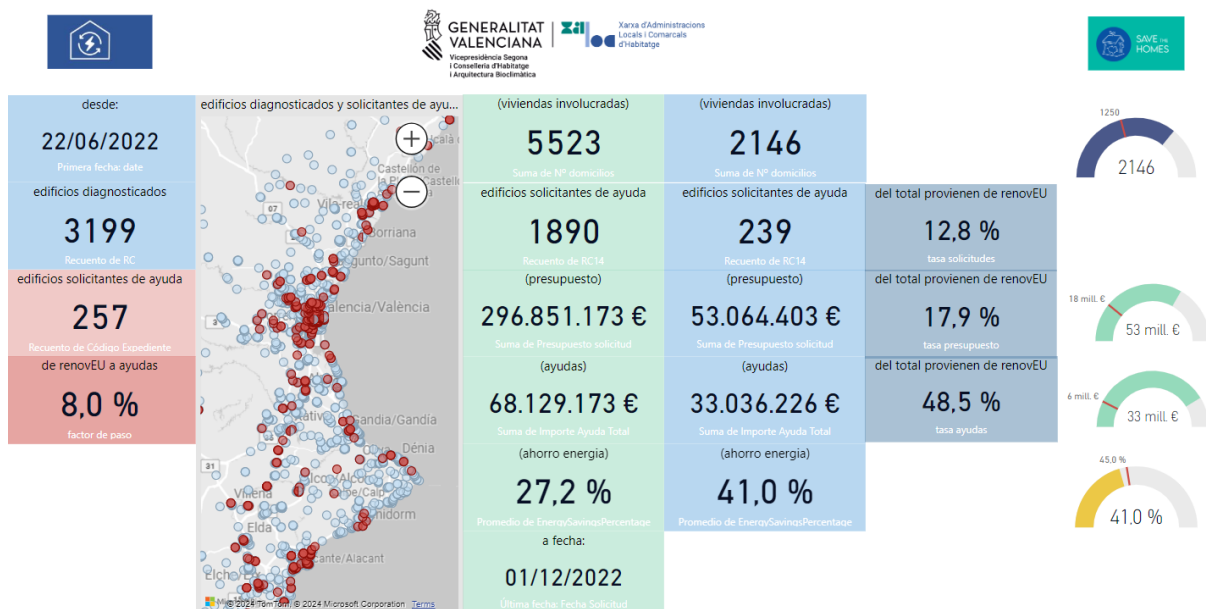 GENERALITAT
VALENCIANA
Vicepresidència Segona
i Conselleria d'Habitatge
i Arquitectura Bioclimàtica
Xarxa d'Administracions
Locals i Comarcals
d'Habitatge
SAVE THE
HOMES
desde:
22/06/2022
Primera fecha: date
edificios diagnosticados
3199
Recuento de RC
edificios solicitantes de ayuda
257
Recuento de Código Expediente
de renovEU a ayudas
8,0 %
factor de paso
edificios diagnosticados y solicitantes de ayu...
Castellón de
Vila-real
Borriana
Sagunto/Sagunt
Valencia/València
Gandia/Gandía
Dénia
Villena
Elda
07
3
31
© 2024 TomTom, © 2024 Microsoft Corporation Terms
(viviendas involucradas)
5523
Suma de Nº domicilios
edificios solicitantes de ayuda
1890
Recuento de RC14
(presupuesto)
296.851.173 €
Suma de Presupuesto solicitud
(ayudas)
68.129.173 €
Suma de Importe Ayuda Total
(ahorro energia)
27,2 %
Promedio de EnergySavingsPercentage
a fecha:
01/12/2022
Última fecha: Fecha Solicitud
(viviendas involucradas)
2146
Suma de Nº domicilios
edificios solicitantes de ayuda
239
Recuento de RC14
(presupuesto)
53.064.403 €
Suma de Presupuesto solicitud
(ayudas)
33.036.226 €
Suma de Importe Ayuda Total
(ahorro energia)
41,0 %
Promedio de EnergySavingsPercentage
del total provienen de renovEU
12,8 %
tasa solicitudes
del total provienen de renovEU
17,9 %
tasa presupuesto
del total provienen de renovEU
48,5 %
tasa ayudas
1250
2146
18 mill. €
53 mill. €
6 mill. €
33 mill. €
45.0 %
41.0 %